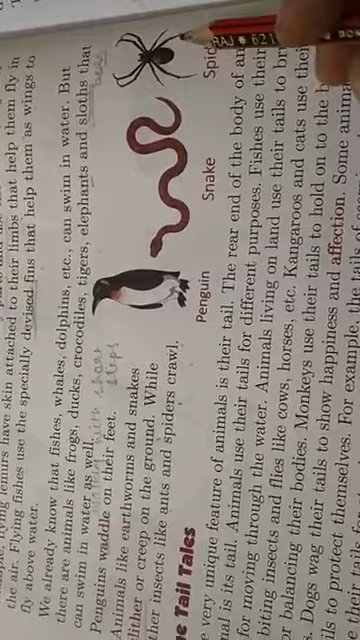 flying lemurs have skin attached to their limbs that help them fly in
the air. Flying fishes use the specially devised fins that help them as wings to
fly above water.
We already know that fishes, whales, dolphins, etc., can swim in water. But
there are animals like frogs, ducks, crocodiles, tigers, elephants and sloths that
can swim in water as well.
with short
steps
Penguins waddle on their feet.
Animals like earthworms and snakes
or creep on the ground. While
insects like ants and spiders crawl.
Penguin
Snake
RAJ 621
Tail Tales
very unique feature of animals is their tail. The rear end of the body of an
is its tail. Animals use their tails for different purposes. Fishes use their
for moving through the water. Animals living on land use their tails to
biting insects and flies like cows, horses, etc. Kangaroos and cats use their
balancing their bodies. Monkeys use their tails to hold on to the
Dogs wag their tails to show happiness and affection. Some
to protect themselves. For example, the tails of